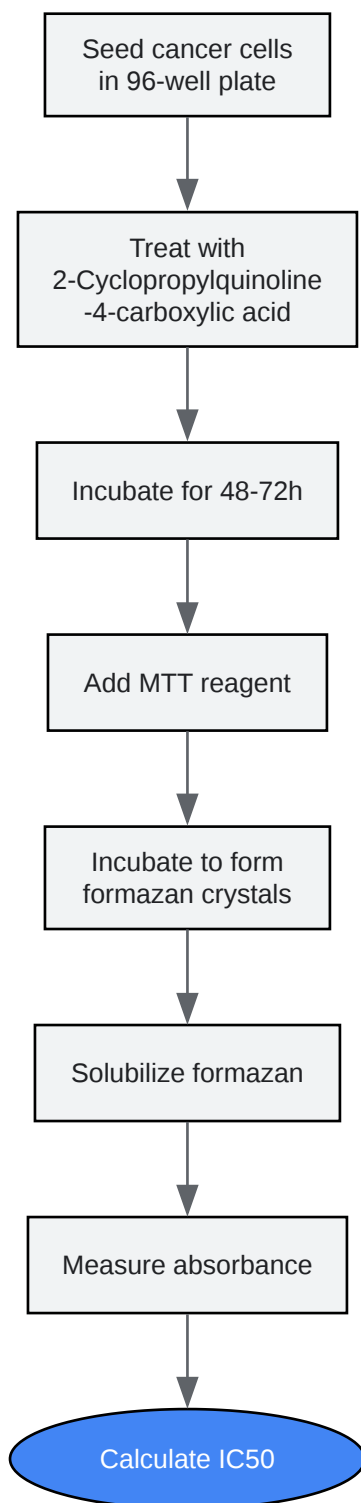 Seed cancer cells
in 96-well plate
Treat with
2-Cyclopropylquinoline
-4-carboxylic acid
Incubate for 48-72h
Add MTT reagent
Incubate to form
formazan crystals
Solubilize formazan
Measure absorbance
Calculate IC50